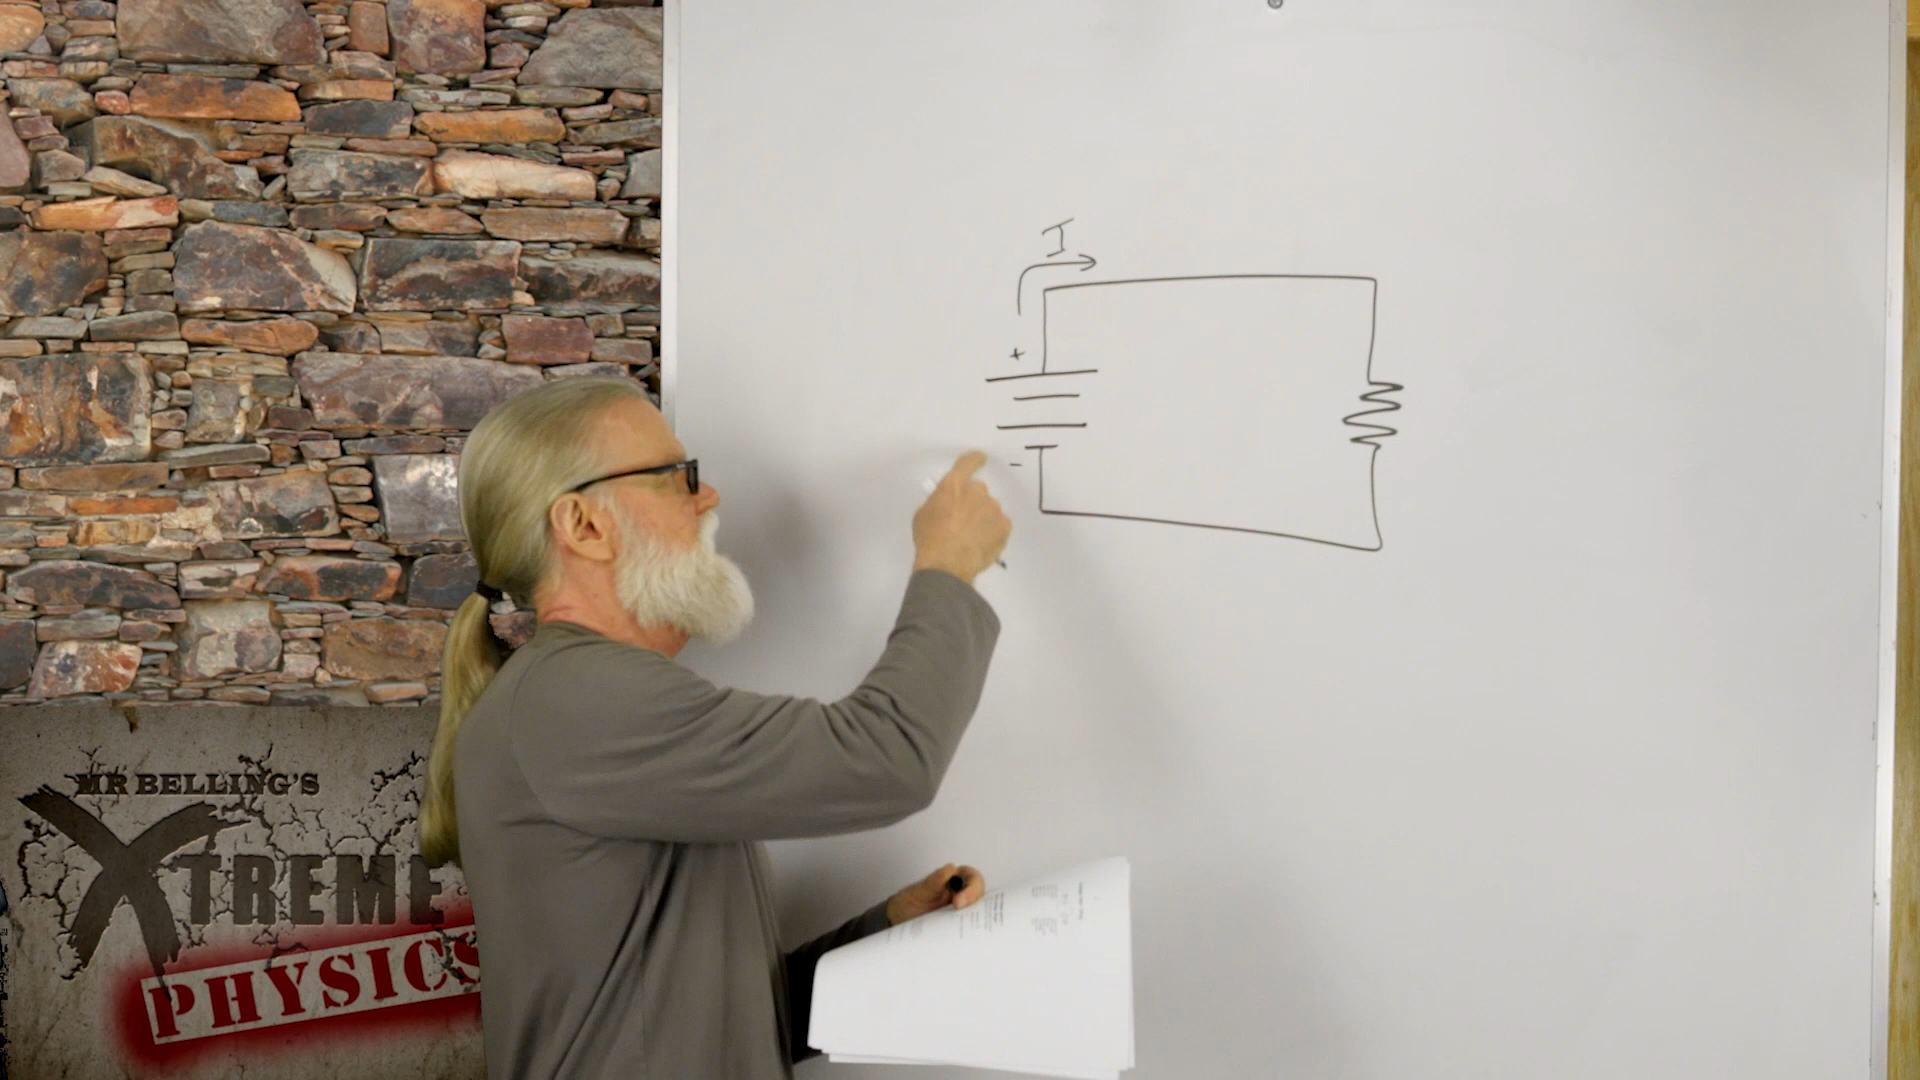 I
+
-
MR BELLING'S
XTREME
PHYSICS